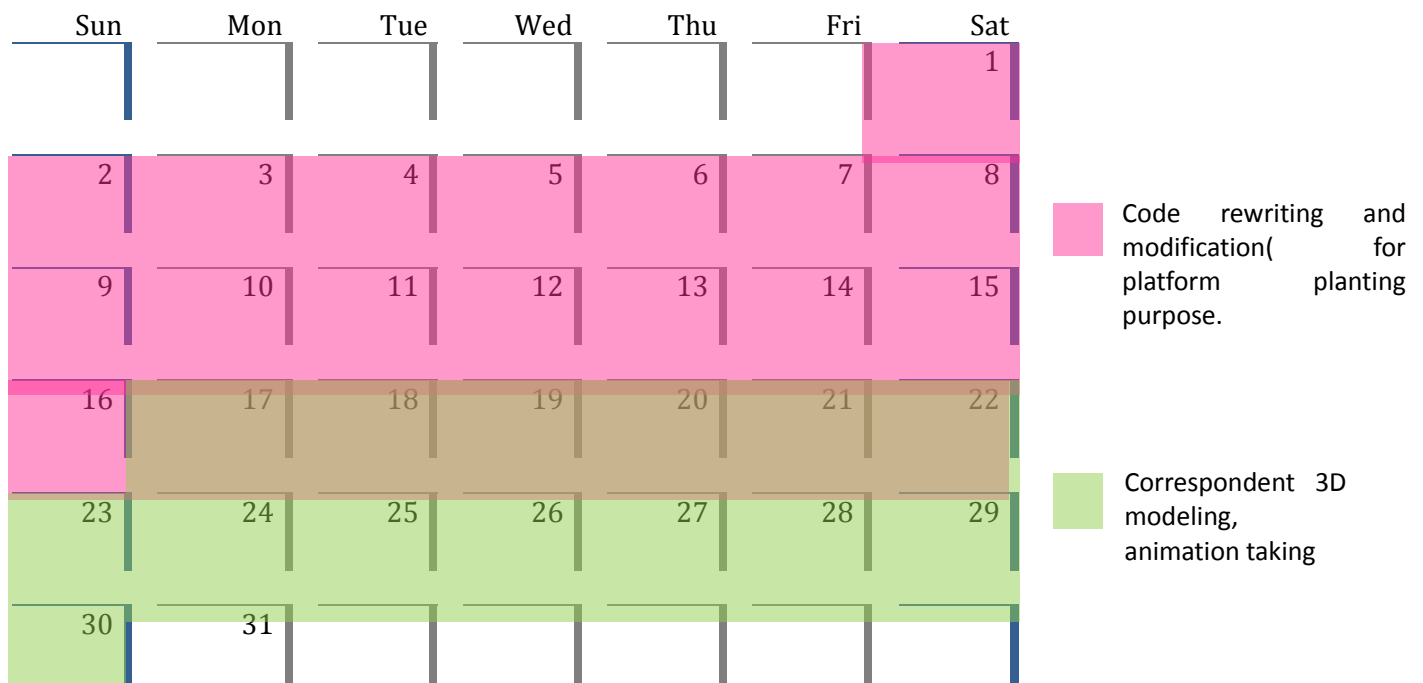 Sun Mon Tue Wed Thu Fri Sat
1
2 3 4 5 6 7 8
9 10 11 12 13 14 15
16 17 18 19 20 21 22
23 24 25 26 27 28 29
30 31
Code rewriting and
modification( for
platform planting
purpose.
Correspondent 3D
modeling,
animation taking